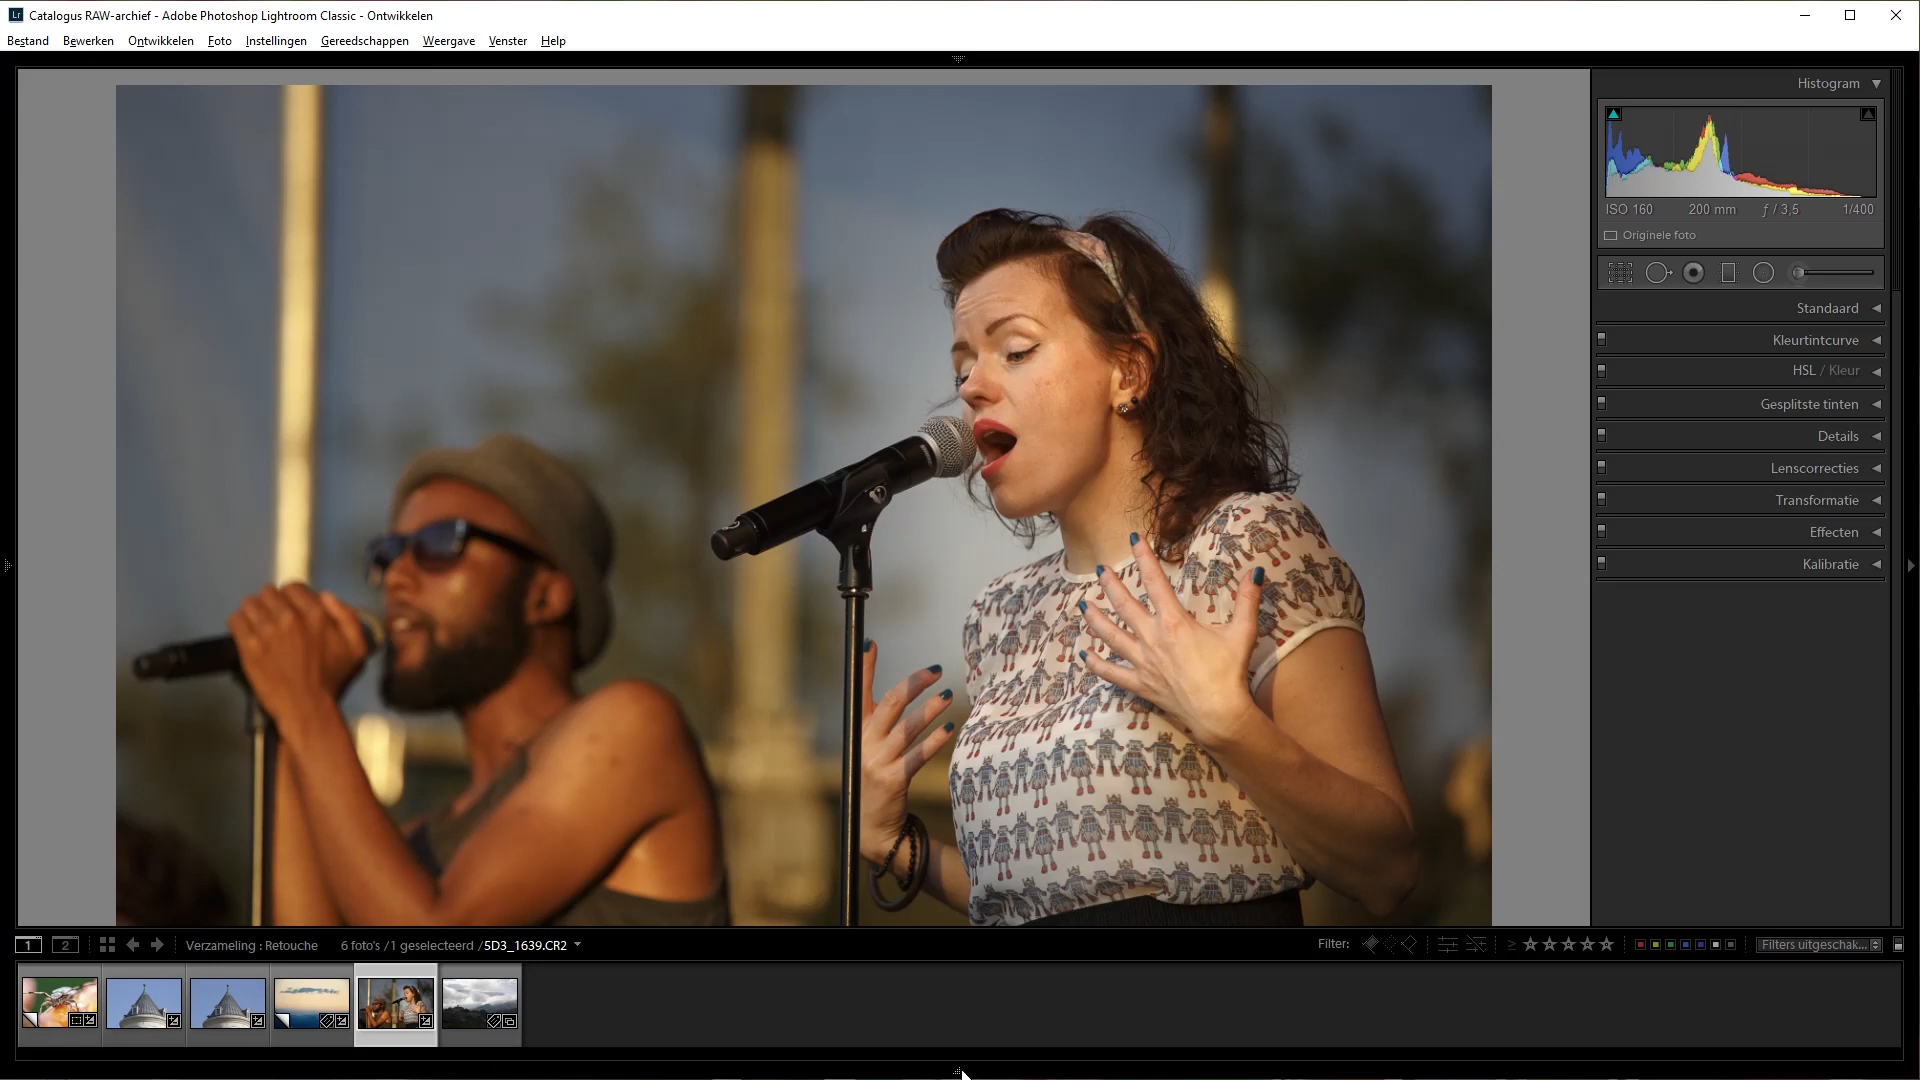 Lr Catalogus RAW-archief - Adobe Photoshop Lightroom Classic - Ontwikkelen
Bestand Bewerken Ontwikkelen Foto Instellingen Gereedschappen Weergave Venster Help
Histogram
ISO 160 200 mm ƒ / 3,5 1/400
Originele foto
Standaard
Kleurtintcurve
HSL / Kleur
Gesplitste tinten
Details
Lenscorrecties
Transformatie
Effecten
Kalibratie
1 2 Verzameling : Retouche 6 foto's /1 geselecteerd /5D3_1639.CR2 Filter: ≥ Filters uitgeschak...